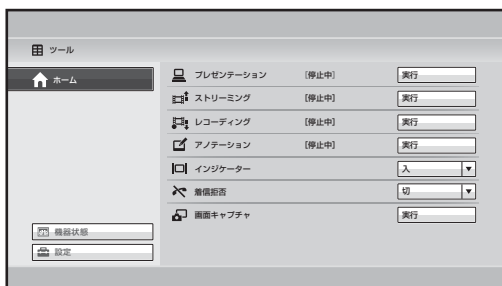 ツール
ホーム
プレゼンテーション [停止中] 実行
ストリーミング [停止中] 実行
レコーディング [停止中] 実行
アノテーション [停止中] 実行
インジケーター 入
着信拒否 切
画面キャプチャ 実行
機器状態
設定